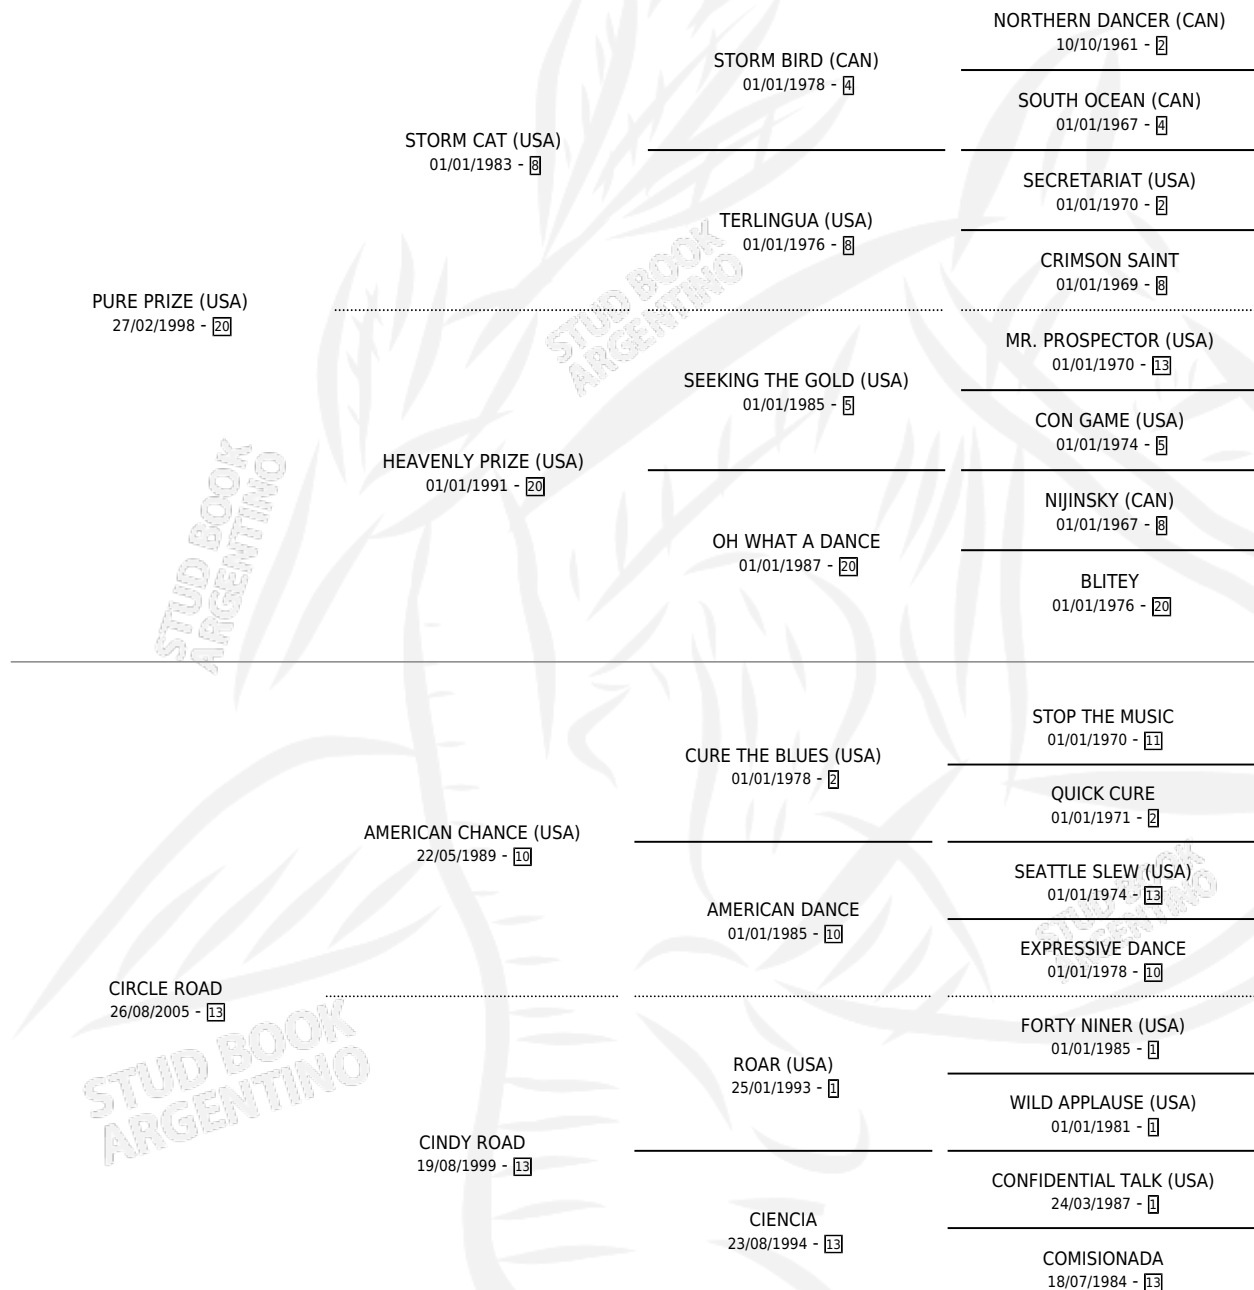 NORTHERN DANCER (CAN)
10/10/1961 - 2
STORM BIRD (CAN)
01/01/1978 - 4
SOUTH OCEAN (CAN)
01/01/1967 - 4
STORM CAT (USA)
01/01/1983 - 8
SECRETARIAT (USA)
01/01/1970 - 2
TERLINGUA (USA)
01/01/1976 - 8
CRIMSON SAINT
01/01/1969 - 8
PURE PRIZE (USA)
27/02/1998 - 20
STUD BOOK
ARGENTINO
MR. PROSPECTOR (USA)
01/01/1970 - 13
SEEKING THE GOLD (USA)
01/01/1985 - 5
CON GAME (USA)
01/01/1974 - 5
HEAVENLY PRIZE (USA)
01/01/1991 - 20
NIJINSKY (CAN)
01/01/1967 - 8
OH WHAT A DANCE
01/01/1987 - 20
BLITEY
01/01/1976 - 20
STUD BOOK
ARGENTINO
STOP THE MUSIC
01/01/1970 - 11
CURE THE BLUES (USA)
01/01/1978 - 2
QUICK CURE
01/01/1971 - 2
AMERICAN CHANCE (USA)
22/05/1989 - 10
SEATTLE SLEW (USA)
01/01/1974 - 13
STUD BOOK
ARGENTINO
AMERICAN DANCE
01/01/1985 - 10
EXPRESSIVE DANCE
01/01/1978 - 10
CIRCLE ROAD
26/08/2005 - 13
STUD BOOK
ARGENTINO
FORTY NINER (USA)
01/01/1985 - 1
ROAR (USA)
25/01/1993 - 1
WILD APPLAUSE (USA)
01/01/1981 - 1
CINDY ROAD
19/08/1999 - 13
CONFIDENTIAL TALK (USA)
24/03/1987 - 1
CIENCIA
23/08/1994 - 13
COMISIONADA
18/07/1984 - 13